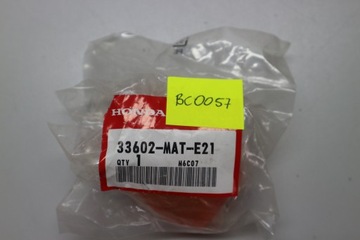 BC0057
HONDA
33602-MAT-E21
QTY 1 M6C07